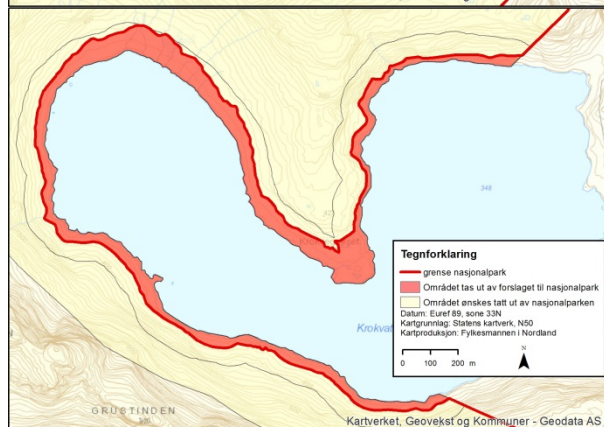 348
Tegnforklaring
grense nasjonalpark
Området tas ut av forslaget til nasjonalpark
Området ønskes tatt ut av nasjonalparken
Datum: Euref 89, sone 33N
Kartgrunnlag: Statens kartverk, N50
Kartproduksjon: Fylkesmannen i Nordland
0 100 200 m
N
GRUSTINDEN
Kartverket, Geovekst og Kommuner - Geodata AS